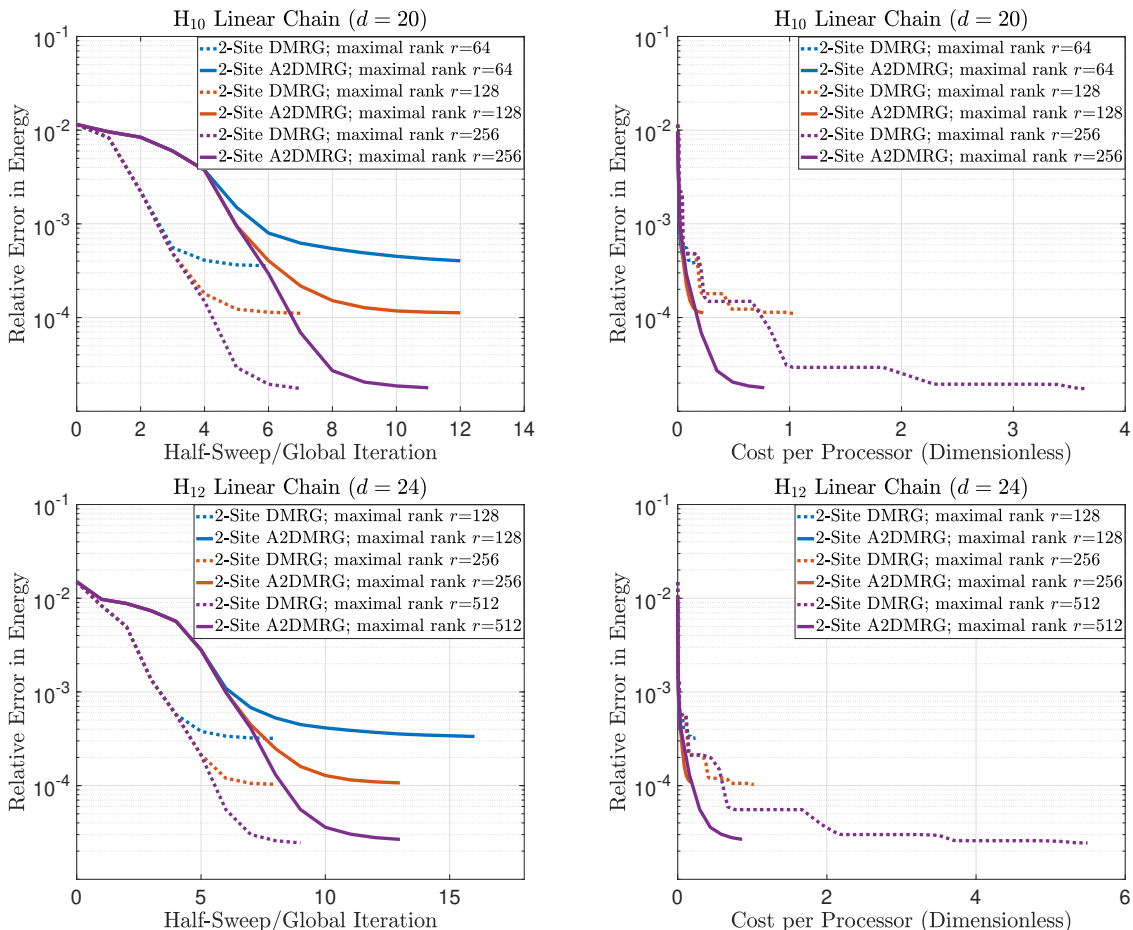 H10 Linear Chain (d = 20)
10^-1
10^-2
10^-3
10^-4
Relative Error in Energy
2-Site DMRG; maximal rank r=64
2-Site A2DMRG; maximal rank r=64
2-Site DMRG; maximal rank r=128
2-Site A2DMRG; maximal rank r=128
2-Site DMRG; maximal rank r=256
2-Site A2DMRG; maximal rank r=256
0 2 4 6 8 10 12 14
Half-Sweep/Global Iteration
H10 Linear Chain (d = 20)
10^-1
10^-2
10^-3
10^-4
Relative Error in Energy
2-Site DMRG; maximal rank r=64
2-Site A2DMRG; maximal rank r=64
2-Site DMRG; maximal rank r=128
2-Site A2DMRG; maximal rank r=128
2-Site DMRG; maximal rank r=256
2-Site A2DMRG; maximal rank r=256
0 1 2 3 4
Cost per Processor (Dimensionless)
H12 Linear Chain (d = 24)
10^-1
10^-2
10^-3
10^-4
Relative Error in Energy
2-Site DMRG; maximal rank r=128
2-Site A2DMRG; maximal rank r=128
2-Site DMRG; maximal rank r=256
2-Site A2DMRG; maximal rank r=256
2-Site DMRG; maximal rank r=512
2-Site A2DMRG; maximal rank r=512
0 5 10 15
Half-Sweep/Global Iteration
H12 Linear Chain (d = 24)
10^-1
10^-2
10^-3
10^-4
Relative Error in Energy
2-Site DMRG; maximal rank r=128
2-Site A2DMRG; maximal rank r=128
2-Site DMRG; maximal rank r=256
2-Site A2DMRG; maximal rank r=256
2-Site DMRG; maximal rank r=512
2-Site A2DMRG; maximal rank r=512
0 2 4 6
Cost per Processor (Dimensionless)